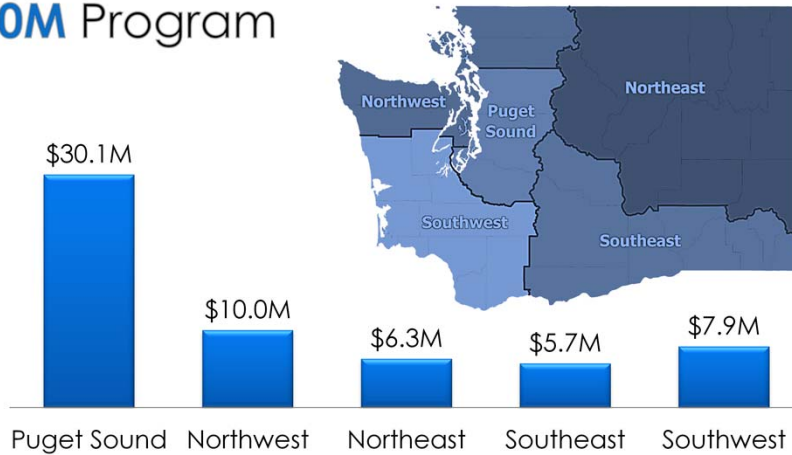 0M Program
Northwest
Puget
Sound
Northeast
Southwest
Southeast
$30.1M
$10.0M
$6.3M
$5.7M
$7.9M
Puget Sound Northwest Northeast Southeast Southwest